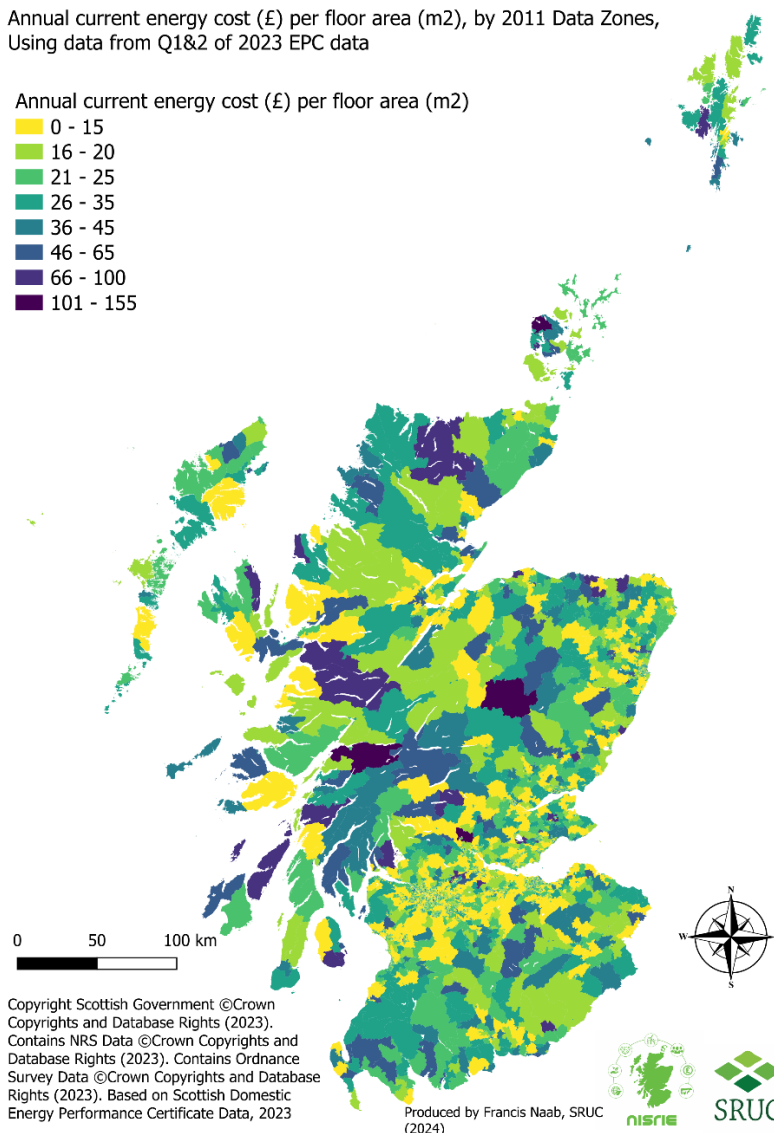 Annual current energy cost (£) per floor area (m2), by 2011 Data Zones,
Using data from Q1&2 of 2023 EPC data
Annual current energy cost (£) per floor area (m2)
0 - 15
16 - 20
21 - 25
26 - 35
36 - 45
46 - 65
66 - 100
101 - 155
0 50 100 km
N
W E
S
Copyright Scottish Government ©Crown
Copyrights and Database Rights (2023).
Contains NRS Data ©Crown Copyrights and
Database Rights (2023). Contains Ordnance
Survey Data ©Crown Copyrights and Database
Rights (2023). Based on Scottish Domestic
Energy Performance Certificate Data, 2023
Produced by Francis Naab, SRUC
(2024)
NISRIE
SRUC